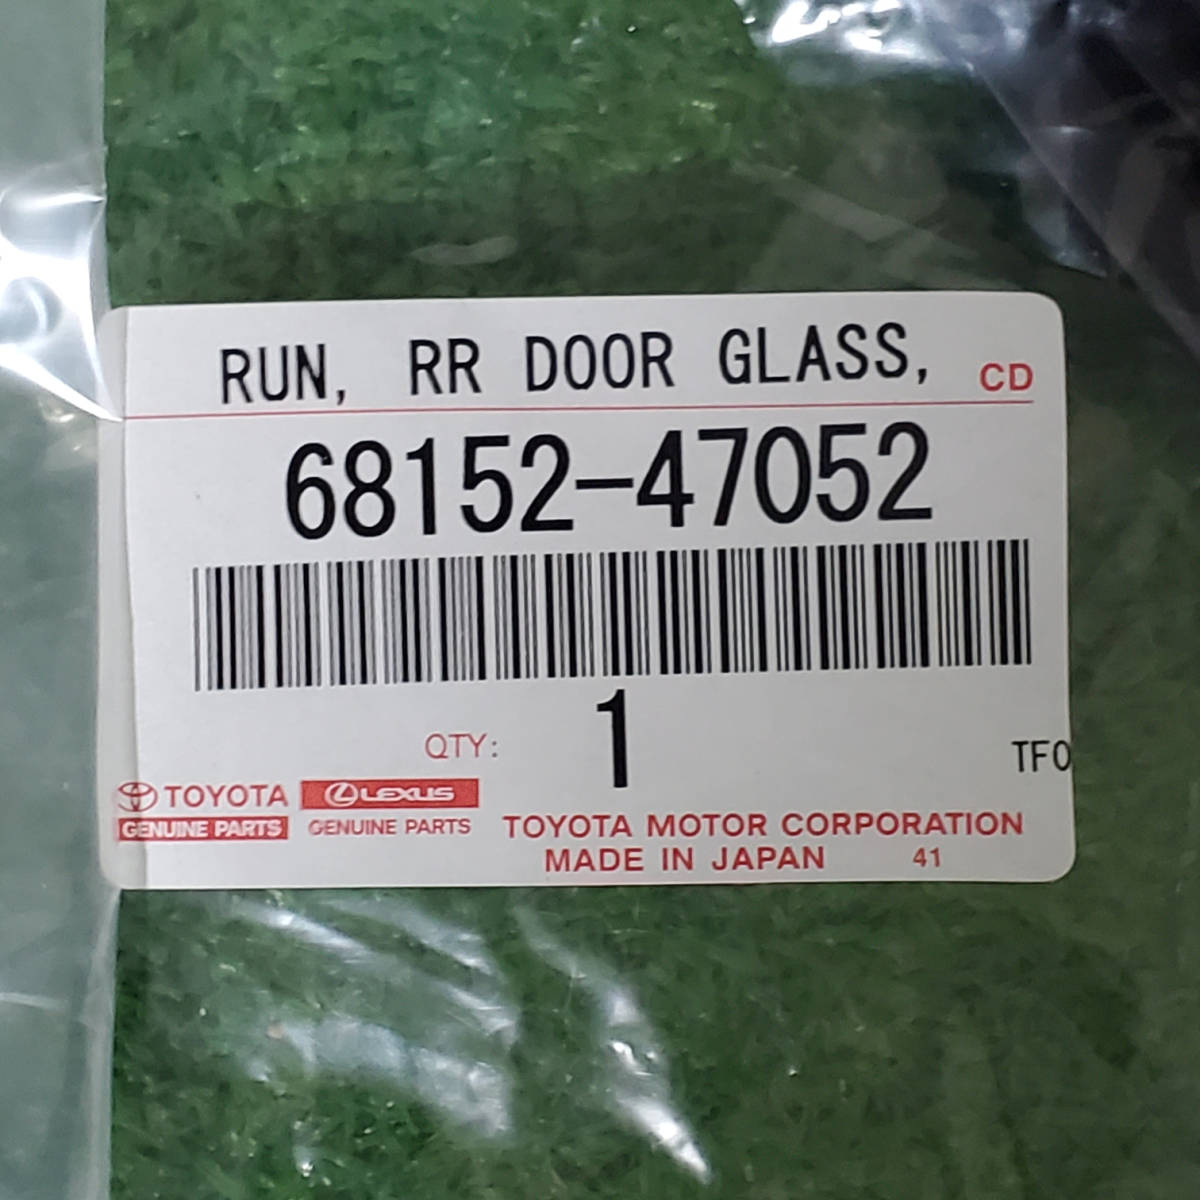 RUN, RR DOOR GLASS, CD
68152-47052
QTY: 1
TF0
TOYOTA LEXUS
GENUINE PARTS GENUINE PARTS
TOYOTA MOTOR CORPORATION
MADE IN JAPAN 41